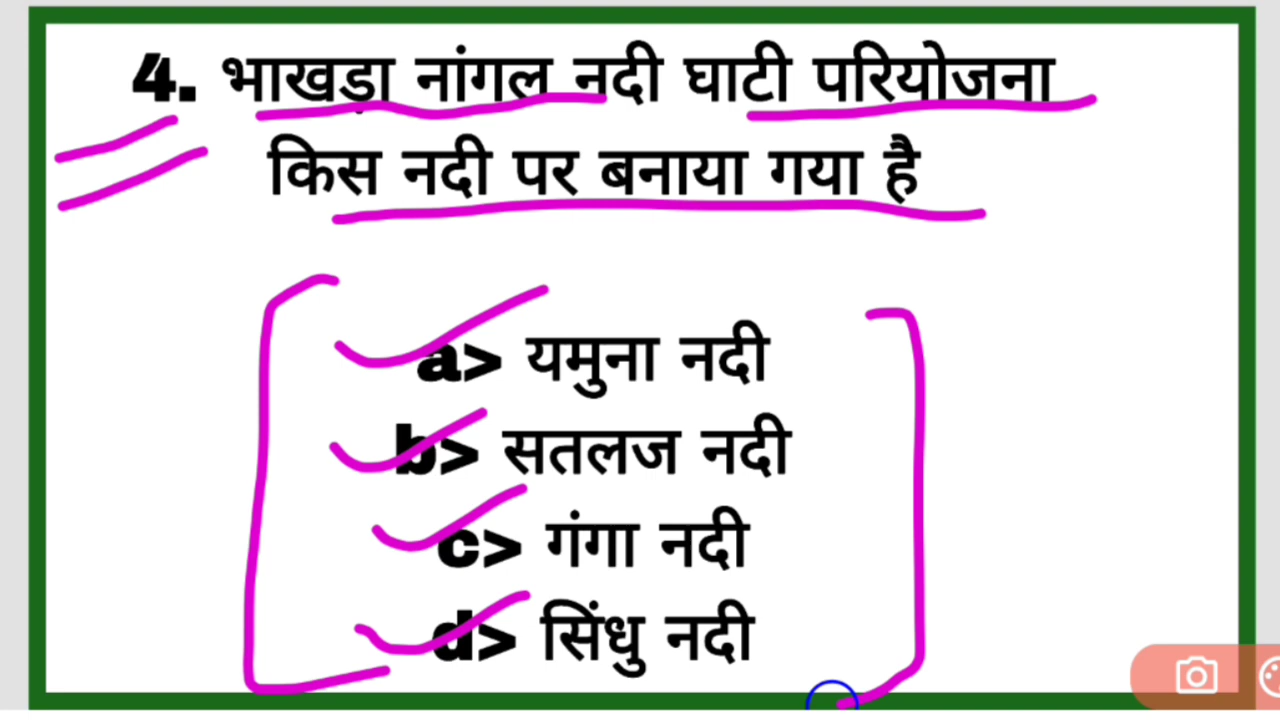 4. भाखड़ा नांगल नदी घाटी परियोजना
किस नदी पर बनाया गया है
a> यमुना नदी
b> सतलज नदी
c> गंगा नदी
d> सिंधु नदी